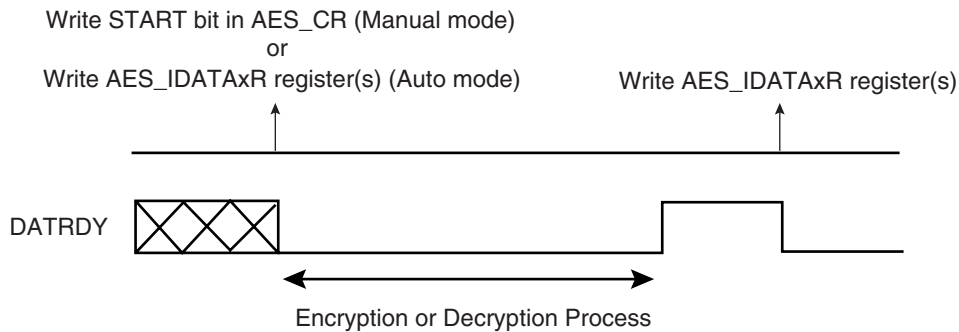 Write START bit in AES_CR (Manual mode)
or
Write AES_IDATAxR register(s) (Auto mode)
Write AES_IDATAxR register(s)
DATRDY
Encryption or Decryption Process